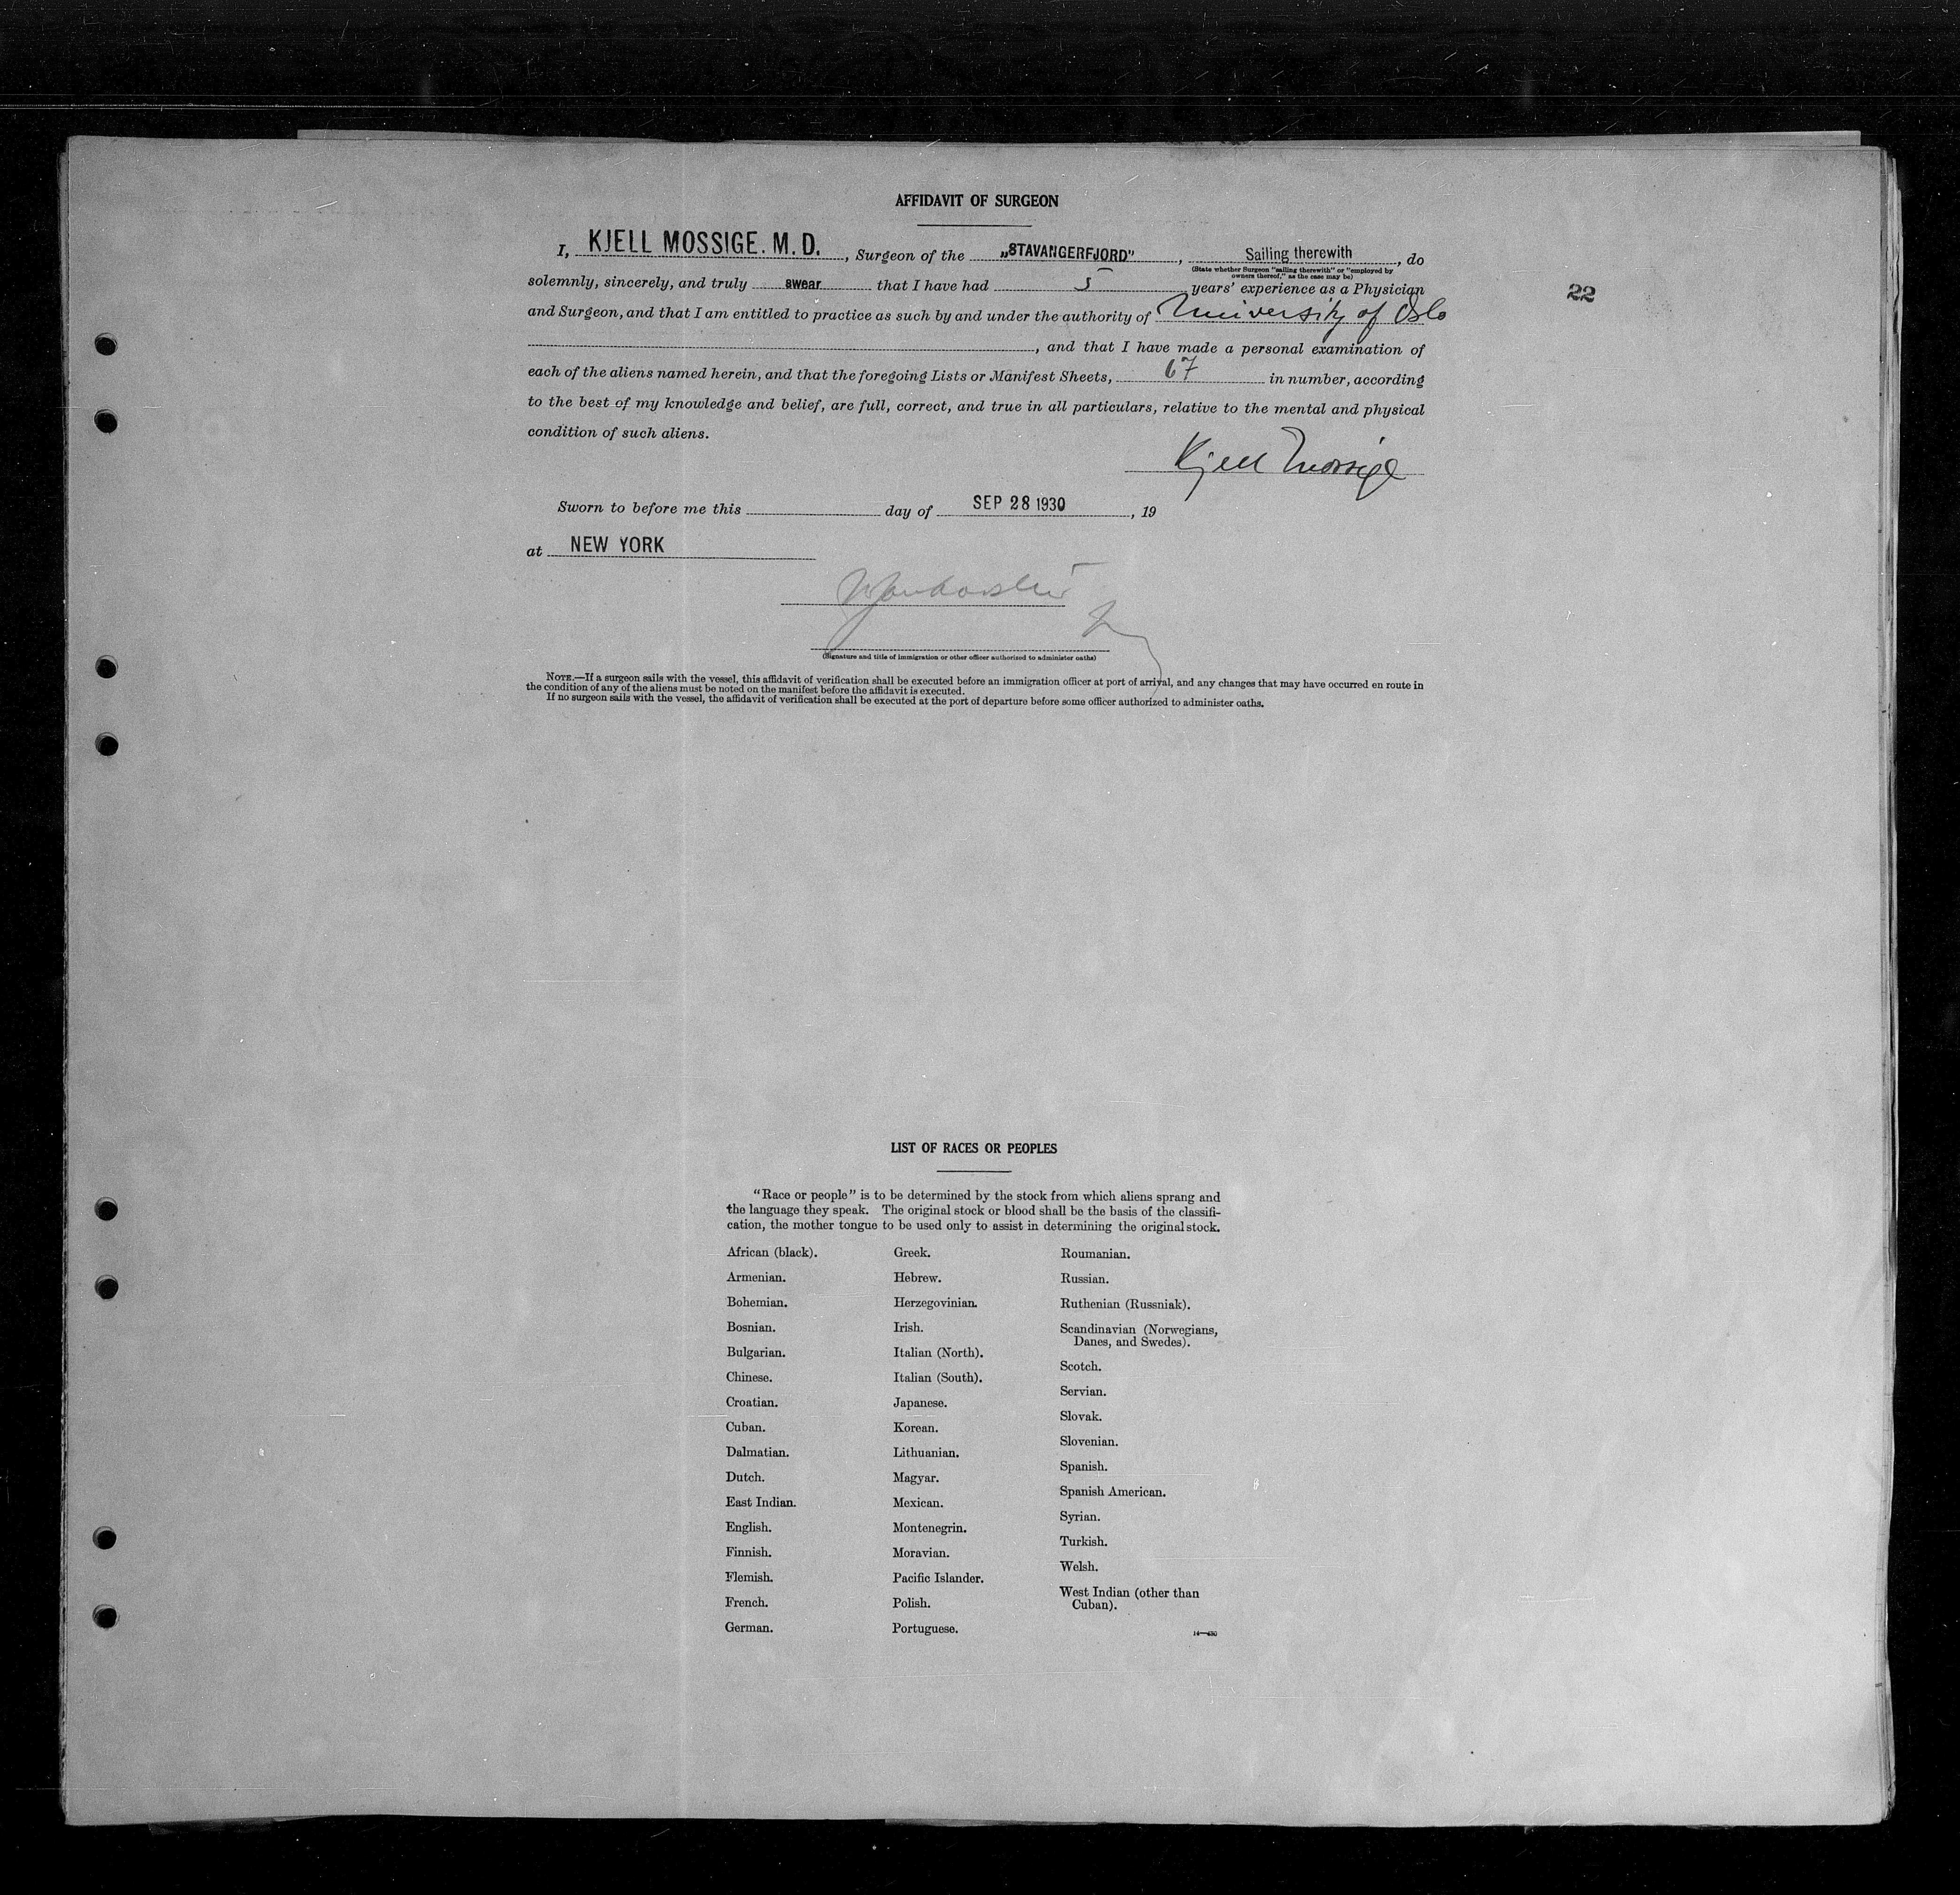 AFFIDAVIT OF SURGEON
I, KJELL MOSSIGE. M. D., Surgeon of the „STAVANGERFJORD”, Sailing therewith, do
(State whether Surgeon “sailing therewith” or “employed by
owners thereof,” as the case may be)
solemnly, sincerely, and truly swear that I have had 5 years' experience as a Physician
22
and Surgeon, and that I am entitled to practice as such by and under the authority of University of Oslo
, and that I have made a personal examination of
each of the aliens named herein, and that the foregoing Lists or Manifest Sheets, 67 in number, according
to the best of my knowledge and belief, are full, correct, and true in all particulars, relative to the mental and physical
condition of such aliens.
Kjell Mossige
Sworn to before me this day of SEP 28 1930, 19
at NEW YORK
(Signature and title of immigration or other officer authorized to administer oaths)
NOTE.—If a surgeon sails with the vessel, this affidavit of verification shall be executed before an immigration officer at port of arrival, and any changes that may have occurred en route in
the condition of any of the aliens must be noted on the manifest before the affidavit is executed.
If no surgeon sails with the vessel, the affidavit of verification shall be executed at the port of departure before some officer authorized to administer oaths.
LIST OF RACES OR PEOPLES
“Race or people” is to be determined by the stock from which aliens sprang and
the language they speak. The original stock or blood shall be the basis of the classifi-
cation, the mother tongue to be used only to assist in determining the original stock.
African (black).
Armenian.
Bohemian.
Bosnian.
Bulgarian.
Chinese.
Croatian.
Cuban.
Dalmatian.
Dutch.
East Indian.
English.
Finnish.
Flemish.
French.
German.
Greek.
Hebrew.
Herzegovinian.
Irish.
Italian (North).
Italian (South).
Japanese.
Korean.
Lithuanian.
Magyar.
Mexican.
Montenegrin.
Moravian.
Pacific Islander.
Polish.
Portuguese.
Roumanian.
Russian.
Ruthenian (Russniak).
Scandinavian (Norwegians,
Danes, and Swedes).
Scotch.
Servian.
Slovak.
Slovenian.
Spanish.
Spanish American.
Syrian.
Turkish.
Welsh.
West Indian (other than
Cuban).